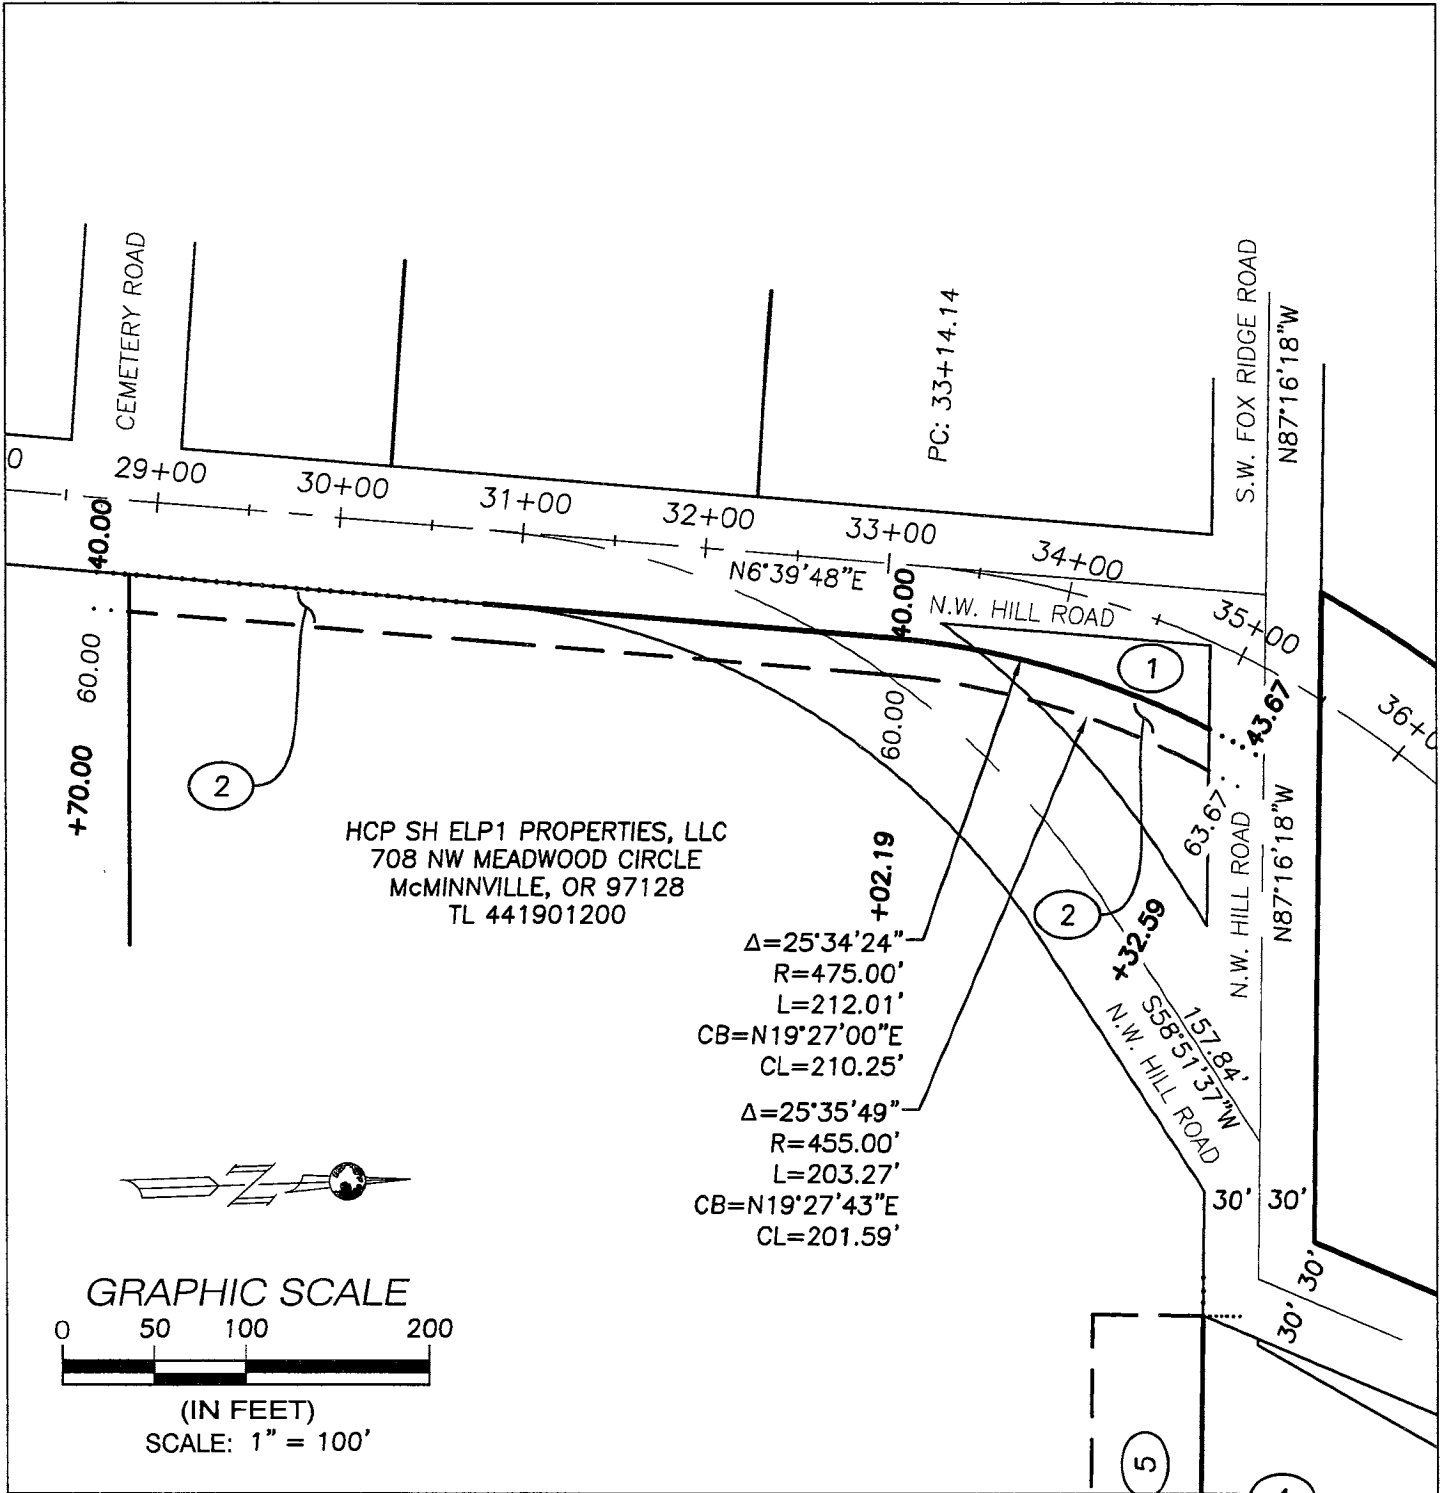 CEMETERY ROAD
PC: 33+14.14
S.W. FOX RIDGE ROAD
N87°16'18"W
0
29+00
30+00
31+00
32+00
33+00
34+00
35+00
40.00
N6°39'48"E
40.00
N.W. HILL ROAD
1
60.00
60.00
43.67
+70.00
2
63.67
N.W. HILL ROAD
N87°16'18"W
HCP SH ELP1 PROPERTIES, LLC
708 NW MEADWOOD CIRCLE
McMINNVILLE, OR 97128
TL 441901200
+02.19
2
+32.59
Δ=25°34'24"
R=475.00'
L=212.01'
CB=N19°27'00"E
CL=210.25'
157.84'
S58°51'37"W
N.W. HILL ROAD
Δ=25°35'49"
R=455.00'
L=203.27'
CB=N19°27'43"E
CL=201.59'
30' 30'
30'
30'
N
GRAPHIC SCALE
0 50 100 200
(IN FEET)
SCALE: 1" = 100'
5